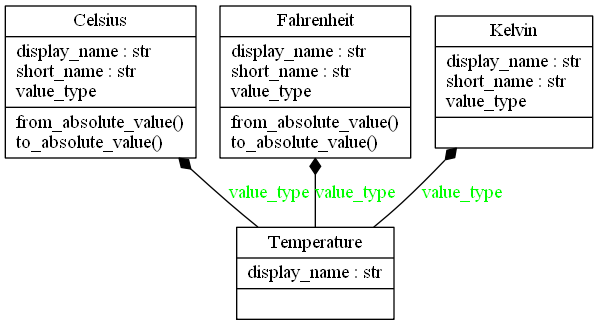 Celsius
display_name : str
short_name : str
value_type
from_absolute_value()
to_absolute_value()
Fahrenheit
display_name : str
short_name : str
value_type
from_absolute_value()
to_absolute_value()
Kelvin
display_name : str
short_name : str
value_type
value_type
value_type
value_type
Temperature
display_name : str